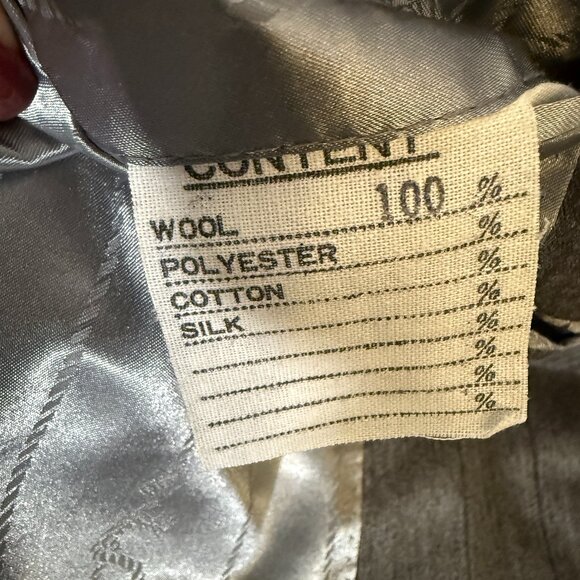 CONTENT
WOOL 100 %
POLYESTER %
COTTON %
SILK %
%
%
%